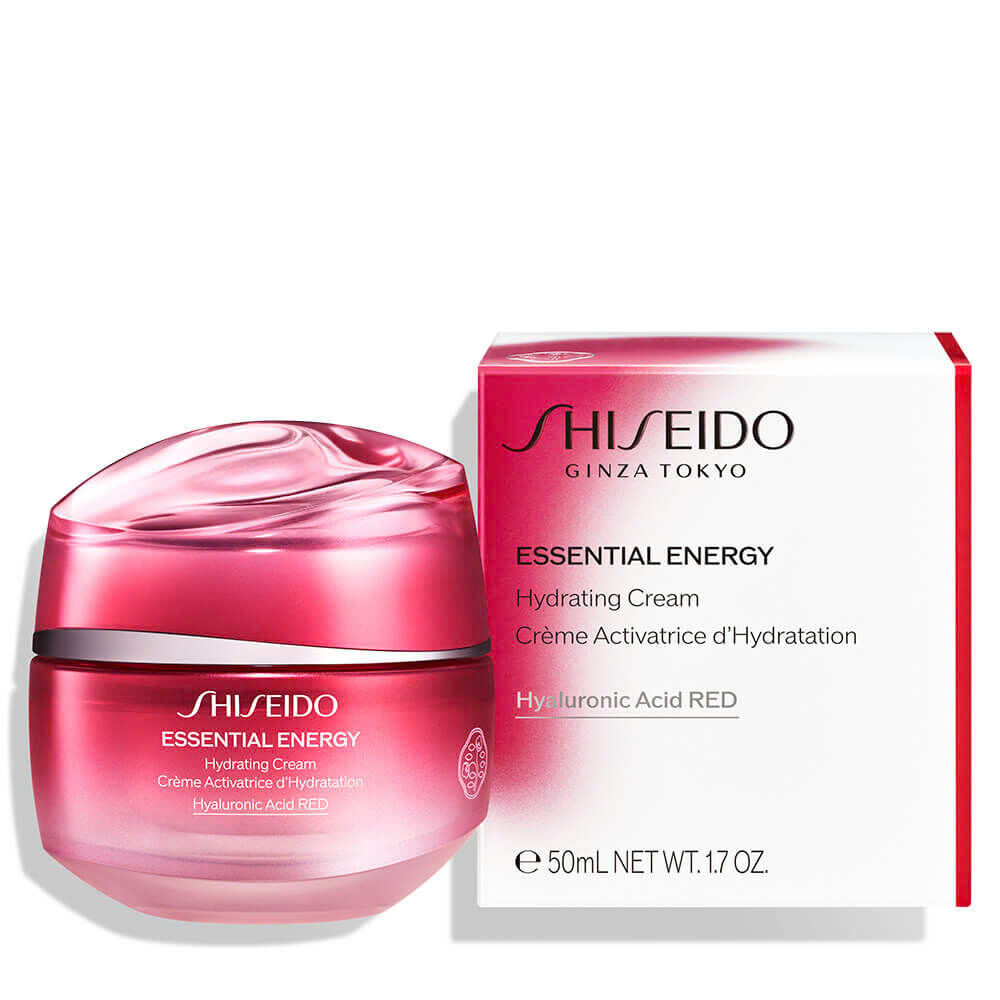 SHISEIDO
ESSENTIAL ENERGY
Hydrating Cream
Crème Activatrice d'Hydratation
Hyaluronic Acid RED
SHISEIDO
GINZA TOKYO
ESSENTIAL ENERGY
Hydrating Cream
Crème Activatrice d'Hydratation
Hyaluronic Acid RED
℮ 50mL NET WT. 1.7 OZ.